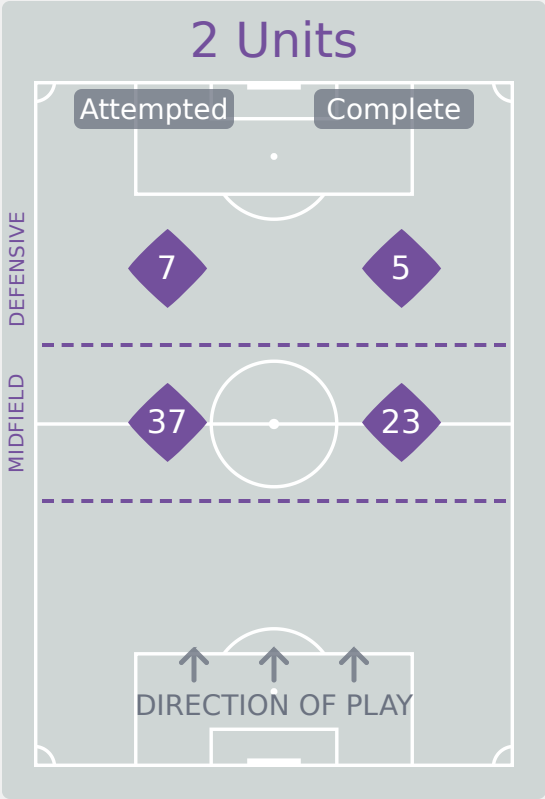 2 Units
Attempted
Complete
DEFENSIVE
7
5
MIDFIELD
37
23
DIRECTION OF PLAY